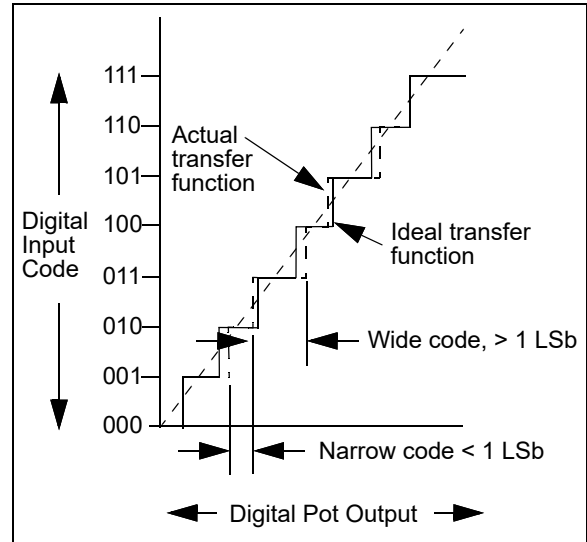 111
110
101
100
011
010
001
000
Digital
Input
Code
Actual
transfer
function
Ideal transfer
function
Wide code, > 1 LSb
Narrow code < 1 LSb
Digital Pot Output